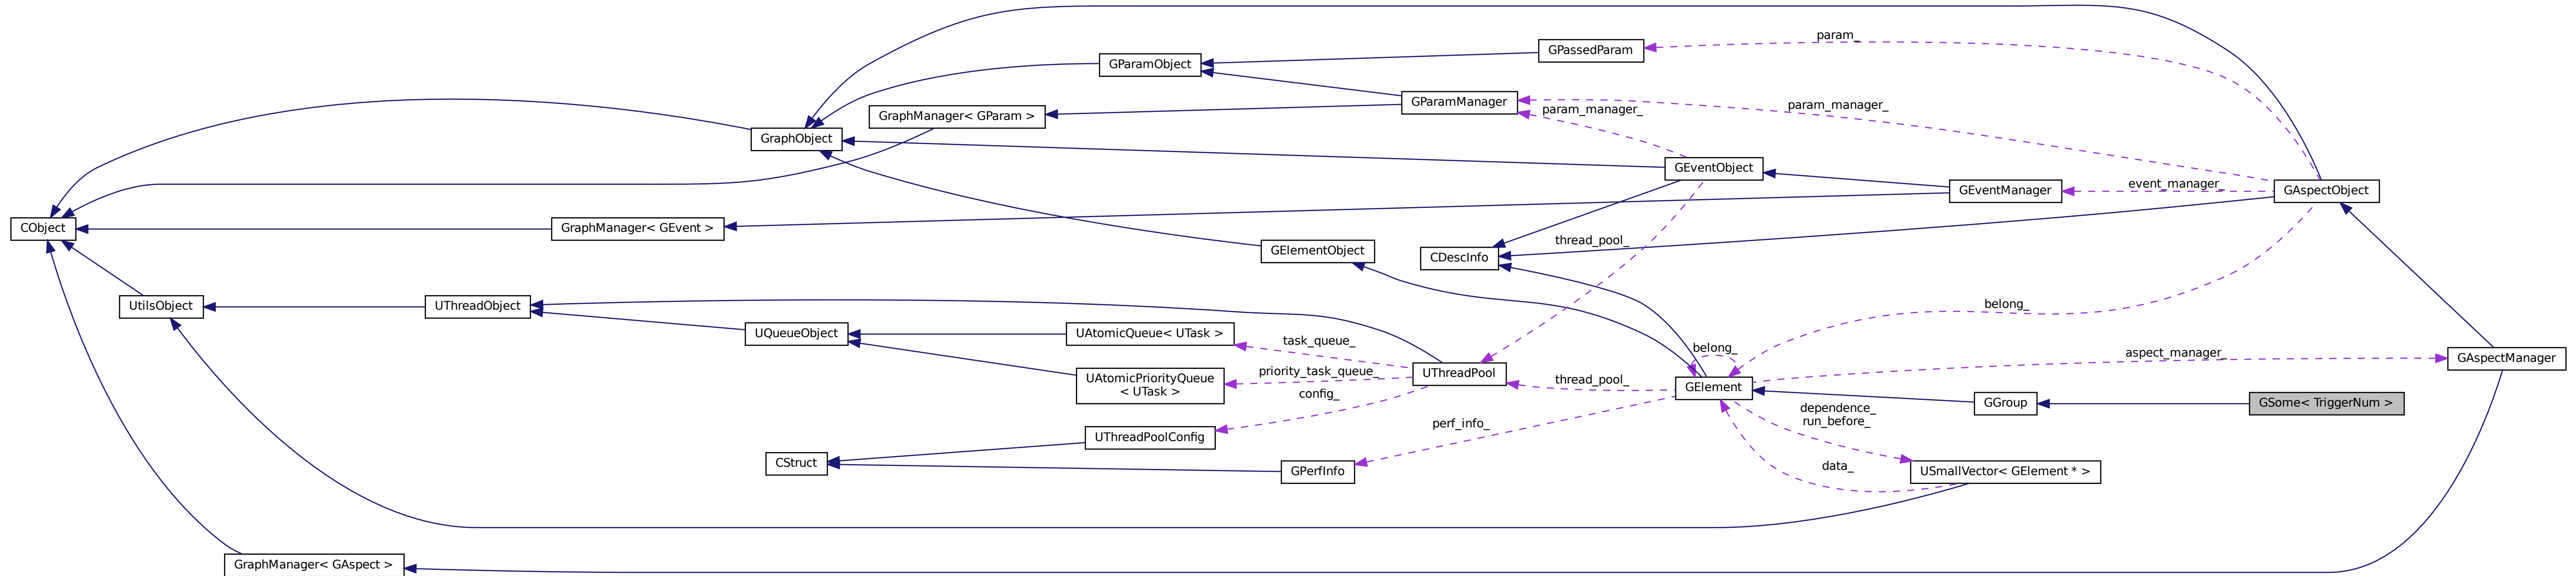 param_
GPassedParam
GParamObject
GParamManager
param_manager_
param_manager_
GraphManager< GParam >
GraphObject
GEventObject
event_manager_
GEventManager
GAspectObject
CObject
GraphManager< GEvent >
thread_pool_
GElementObject
CDescInfo
belong_
UtilsObject
UThreadObject
UQueueObject
UAtomicQueue< UTask >
task_queue_
belong_
aspect_manager_
GAspectManager
UAtomicPriorityQueue
< UTask >
priority_task_queue_
UThreadPool
thread_pool_
GElement
config_
dependence_
run_before_
GGroup
GSome< TriggerNum >
UThreadPoolConfig
perf_info_
CStruct
GPerfInfo
data_
USmallVector< GElement * >
GraphManager< GAspect >